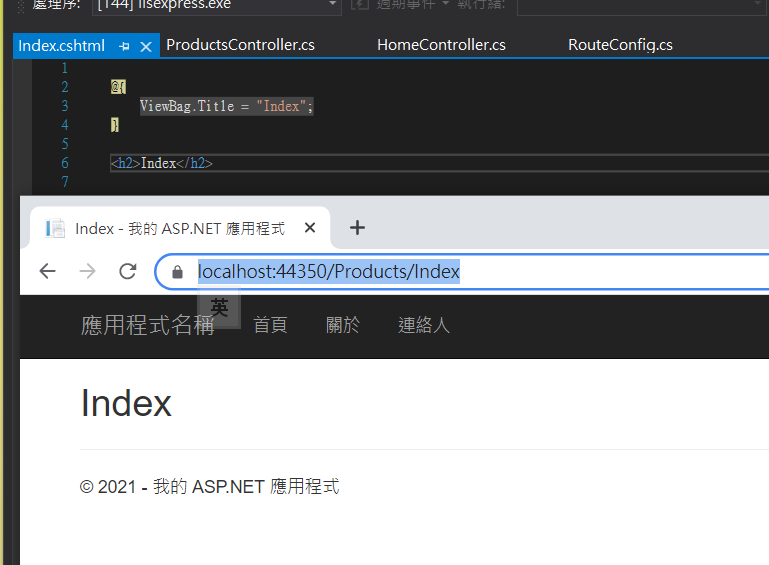 處理序: [144] iisexpress.exe 週期事件 執行緒:
Index.cshtml ProductsController.cs HomeController.cs RouteConfig.cs
1
2 @{
3 ViewBag.Title = "Index";
4 }
5
6 <h2>Index</h2>
7
Index - 我的 ASP.NET 應用程式
localhost:44350/Products/Index
英
應用程式名稱 首頁 關於 連絡人
Index
© 2021 - 我的 ASP.NET 應用程式